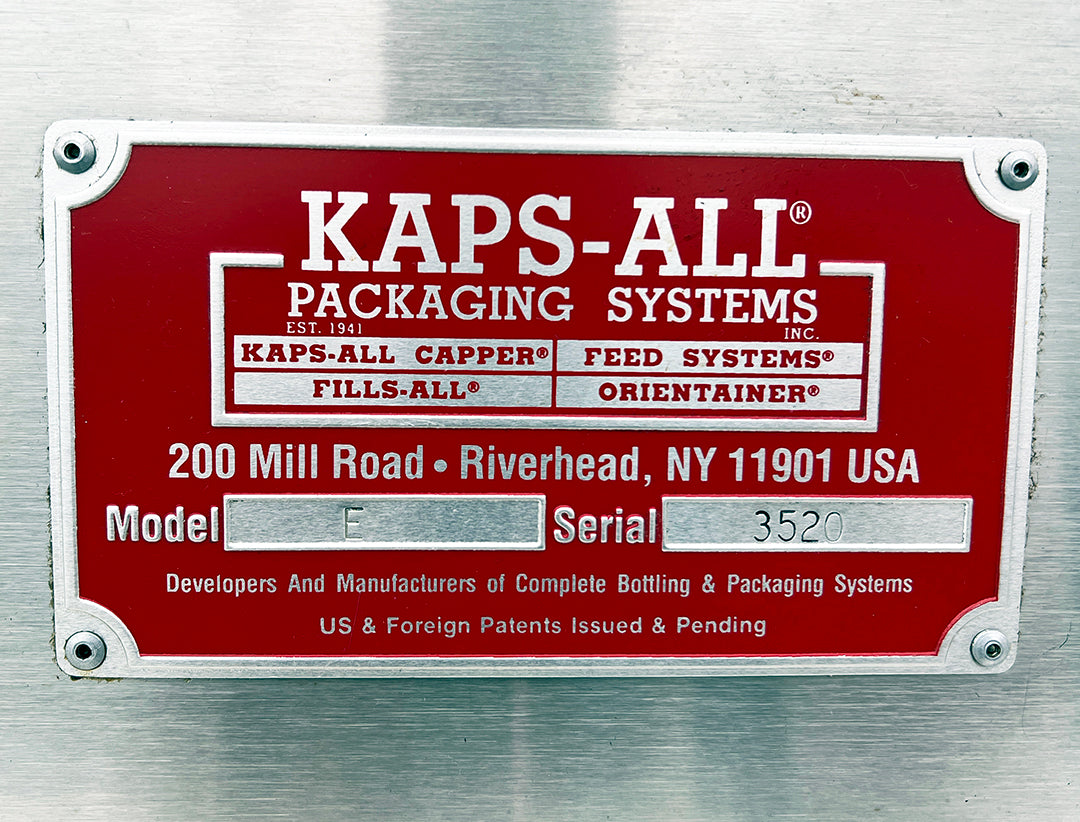 KAPS-ALL®
PACKAGING SYSTEMS
EST. 1941 INC.
KAPS-ALL CAPPER® FEED SYSTEMS®
FILLS-ALL® ORIENTAINER®
200 Mill Road • Riverhead, NY 11901 USA
Model E Serial 3520
Developers And Manufacturers of Complete Bottling & Packaging Systems
US & Foreign Patents Issued & Pending